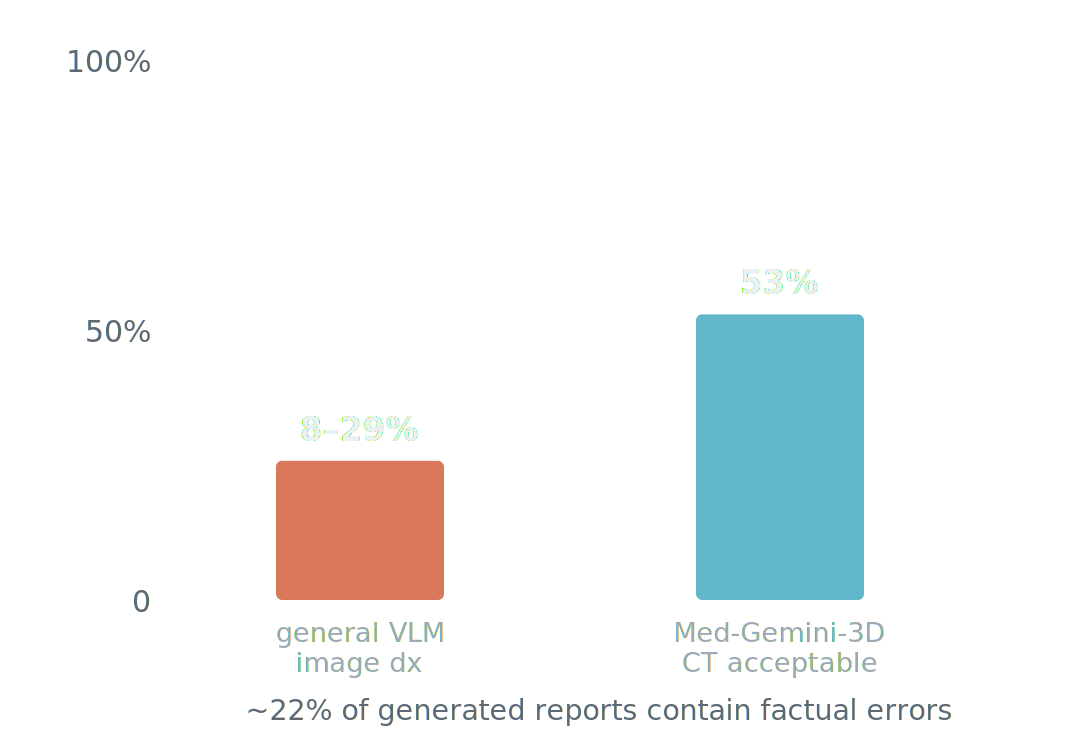 100%
53%
50%
8–29%
0
general VLM
image dx
Med-Gemini-3D
CT acceptable
~22% of generated reports contain factual errors